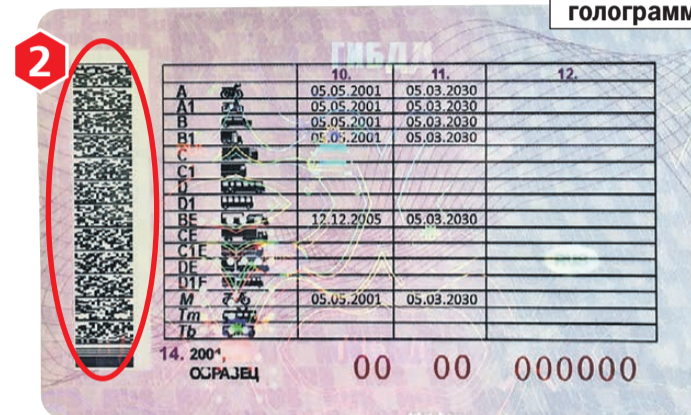 голограмм
2
ГИБДД
10. 11. 12.
A 05.05.2001 05.03.2030
A1 05.05.2001 05.03.2030
B 05.05.2001 05.03.2030
B1 05.05.2001 05.03.2030
C
C1
D
D1
BE 12.12.2005 05.03.2030
CE
C1E
DE
D1E
M 05.05.2001 05.03.2030
Tm
Tb
14. 2004,
ОБРАЗЕЦ 00 00 000000